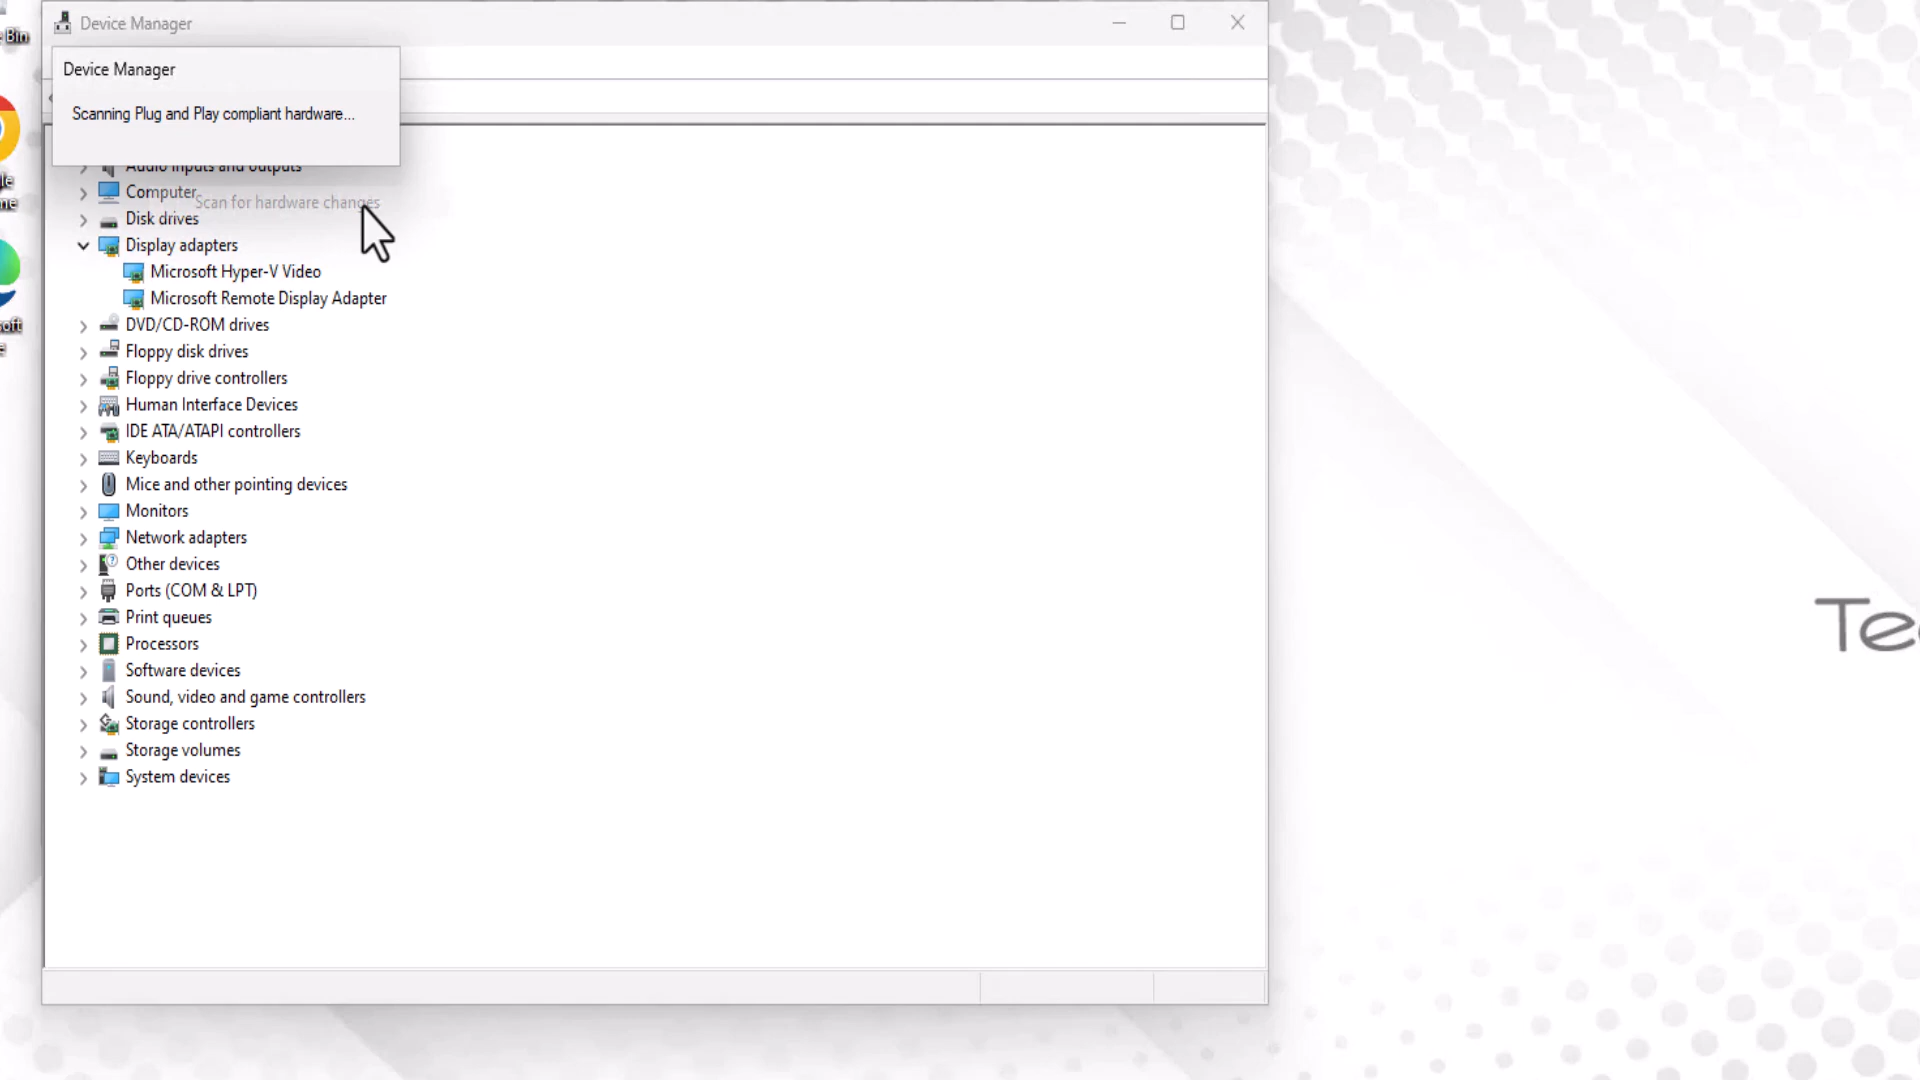 Bin
Device Manager
Device Manager
Scanning Plug and Play compliant hardware...
Audio inputs and outputs
Computer
Scan for hardware changes
Disk drives
Display adapters
Microsoft Hyper-V Video
Microsoft Remote Display Adapter
DVD/CD-ROM drives
Floppy disk drives
Floppy drive controllers
Human Interface Devices
IDE ATA/ATAPI controllers
Keyboards
Mice and other pointing devices
Monitors
Network adapters
Other devices
Ports (COM & LPT)
Print queues
Processors
Software devices
Sound, video and game controllers
Storage controllers
Storage volumes
System devices